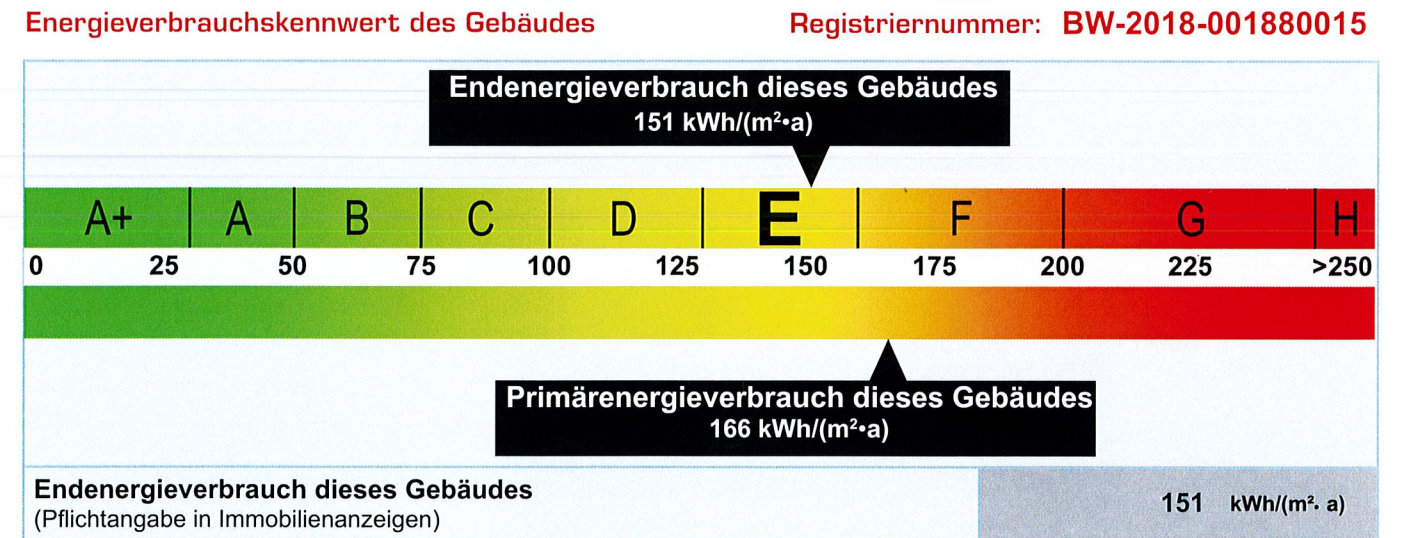 Energieverbrauchskennwert des Gebäudes Registriernummer: BW-2018-001880015
Endenergieverbrauch dieses Gebäudes
151 kWh/(m²•a)
A+ A B C D E F G H
0 25 50 75 100 125 150 175 200 225 >250
Primärenergieverbrauch dieses Gebäudes
166 kWh/(m²•a)
Endenergieverbrauch dieses Gebäudes
(Pflichtangabe in Immobilienanzeigen) 151 kWh/(m²· a)